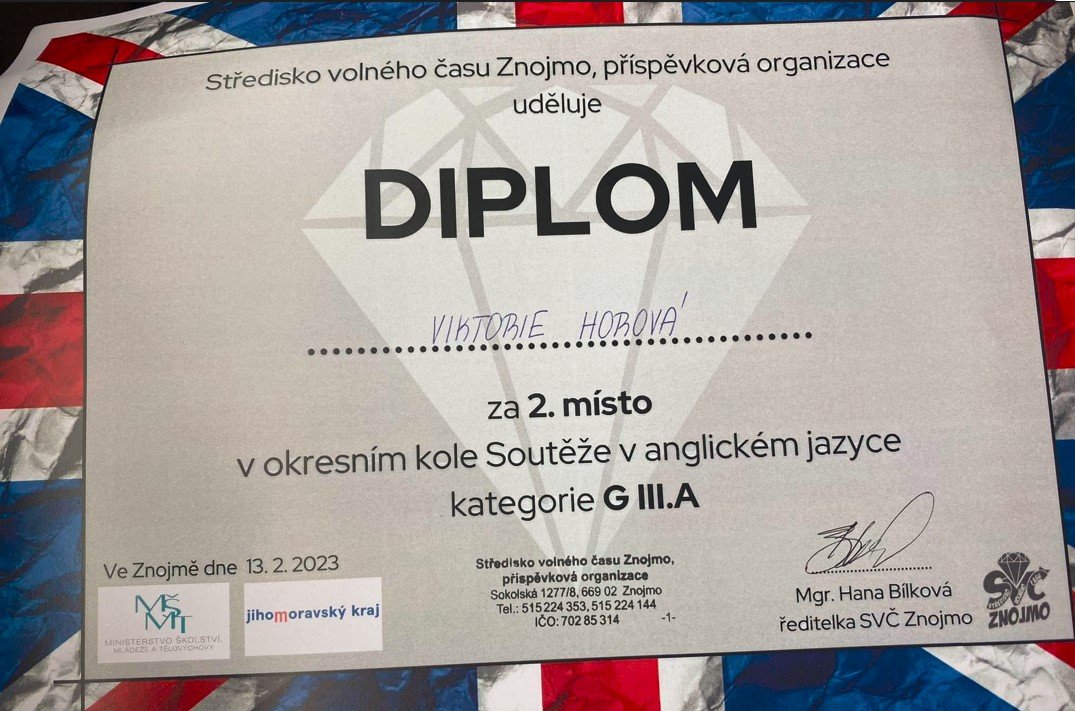 Středisko volného času Znojmo, příspěvková organizace
uděluje
DIPLOM
VIKTORIE HOROVÁ
za 2. místo
v okresním kole Soutěže v anglickém jazyce
kategorie G III.A
Ve Znojmě dne 13. 2. 2023
MŠMT
MINISTERSTVO ŠKOLSTVÍ,
MLÁDEŽE A TĚLOVÝCHOVY
jihomoravský kraj
Středisko volného času Znojmo,
příspěvková organizace
Sokolská 1277/8, 669 02 Znojmo
Tel.: 515 224 353, 515 224 144
IČO: 702 85 314 -1-
Mgr. Hana Bílková
ředitelka SVČ Znojmo
SVČ
ZNOJMO